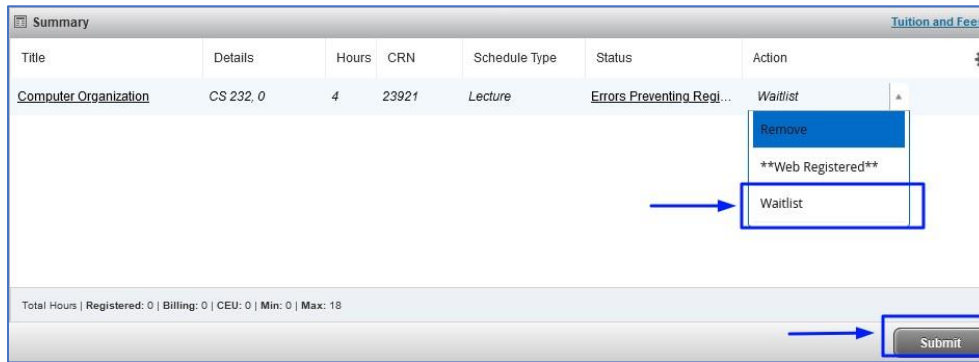 Summary Tuition and Fee
Title Details Hours CRN Schedule Type Status Action
Computer Organization CS 232, 0 4 23921 Lecture Errors Preventing Regi... Waitlist
Remove
**Web Registered**
Waitlist
Total Hours | Registered: 0 | Billing: 0 | CEU: 0 | Min: 0 | Max: 18
Submit